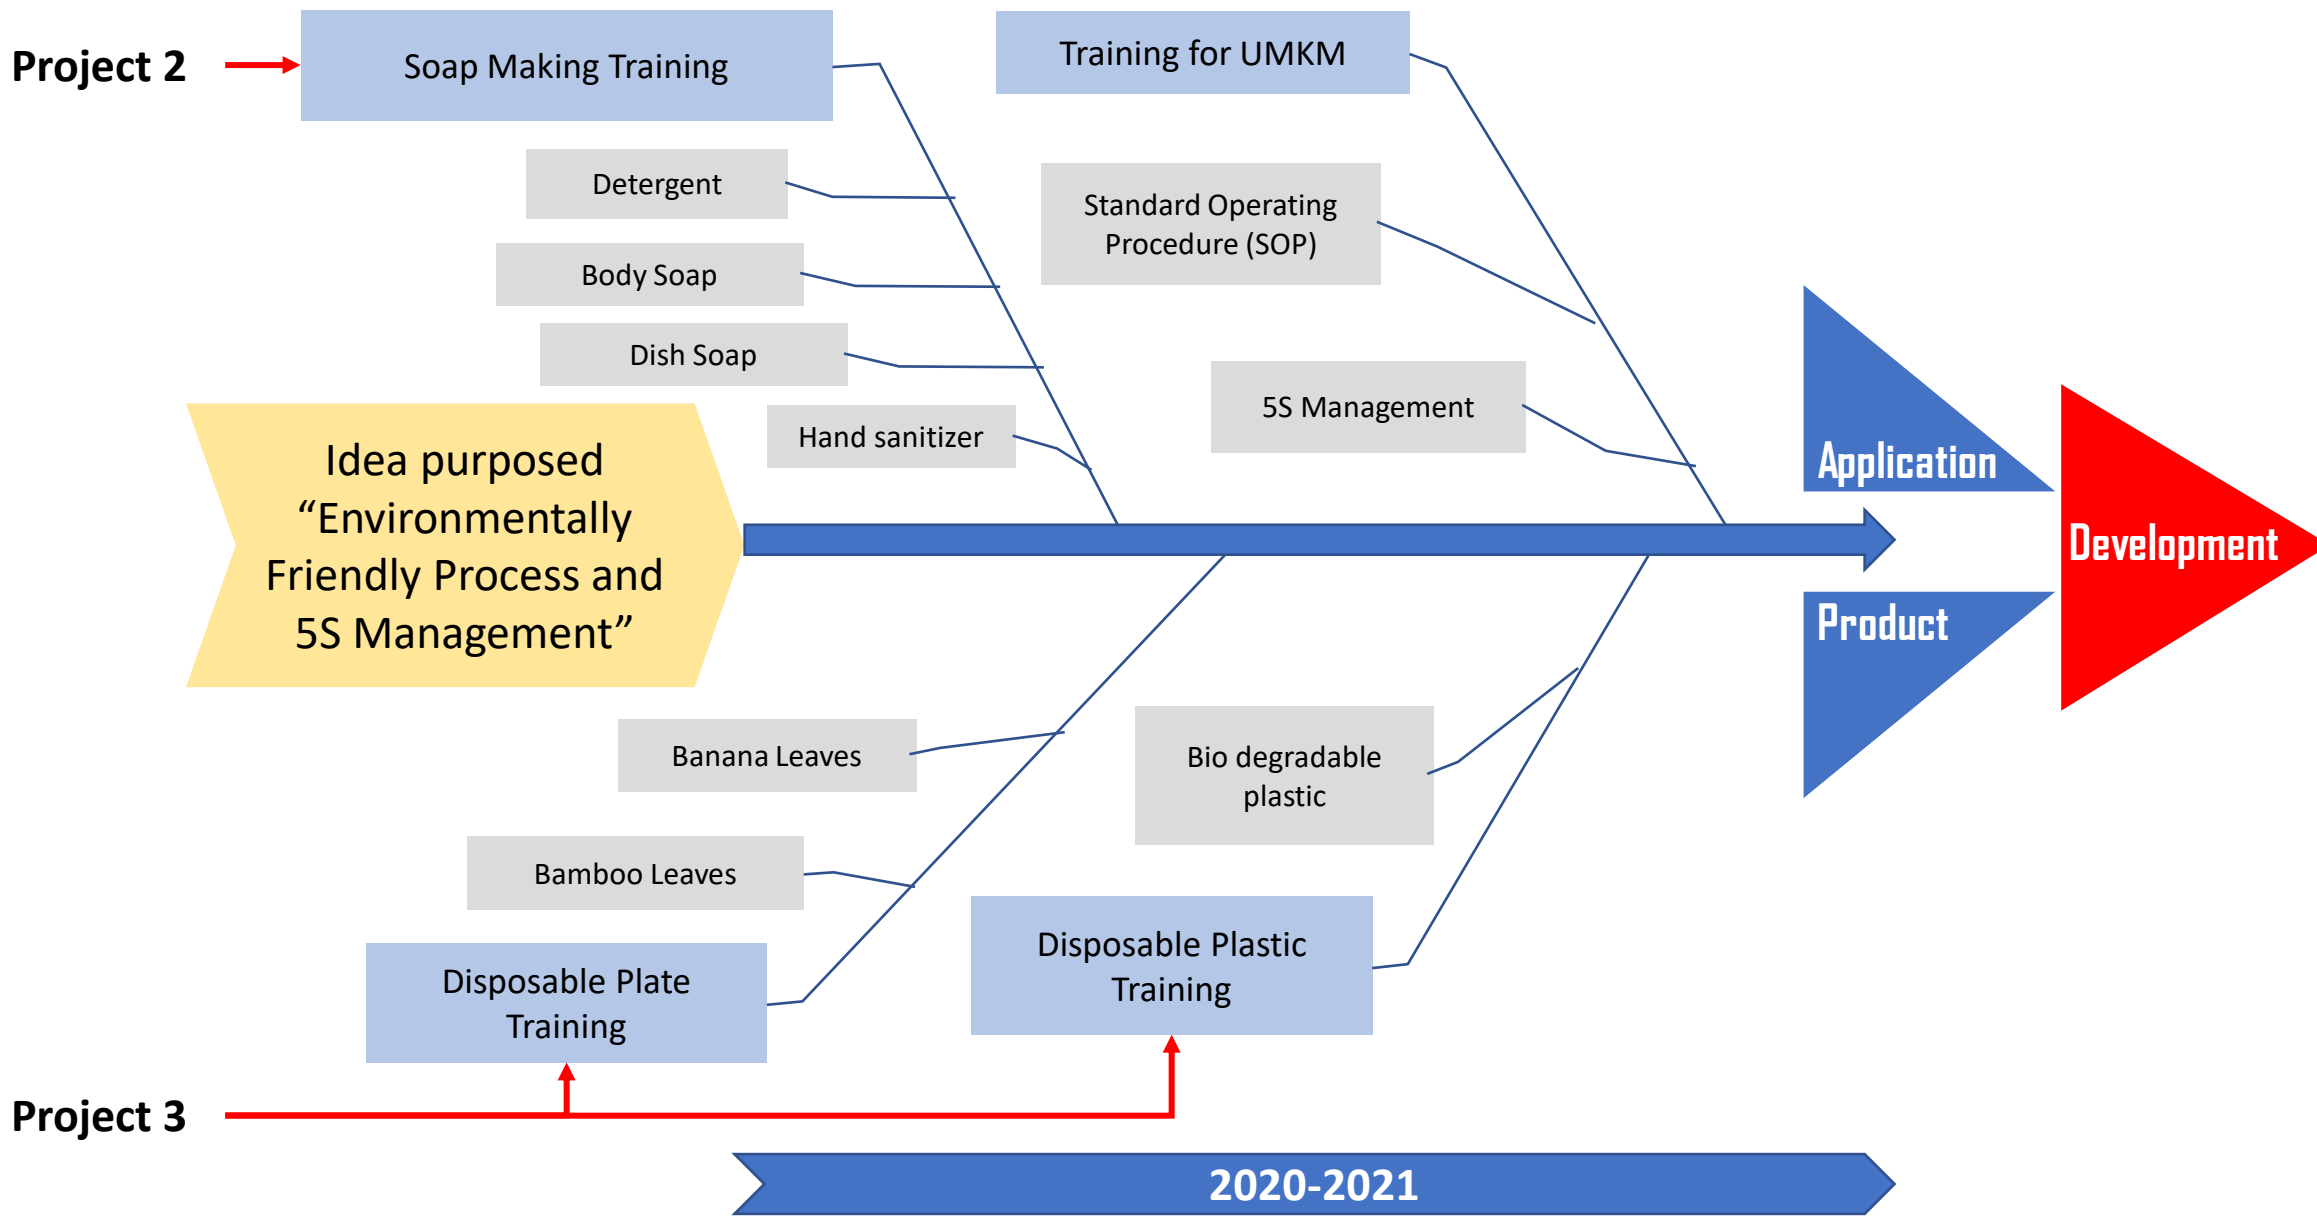 Project 2
Soap Making Training
Training for UMKM
Detergent
Standard Operating
Procedure (SOP)
Body Soap
Dish Soap
5S Management
Hand sanitizer
Idea purposed
“Environmentally
Friendly Process and
5S Management”
Application
Development
Product
Banana Leaves
Bio degradable
plastic
Bamboo Leaves
Disposable Plate
Training
Disposable Plastic
Training
Project 3
2020-2021